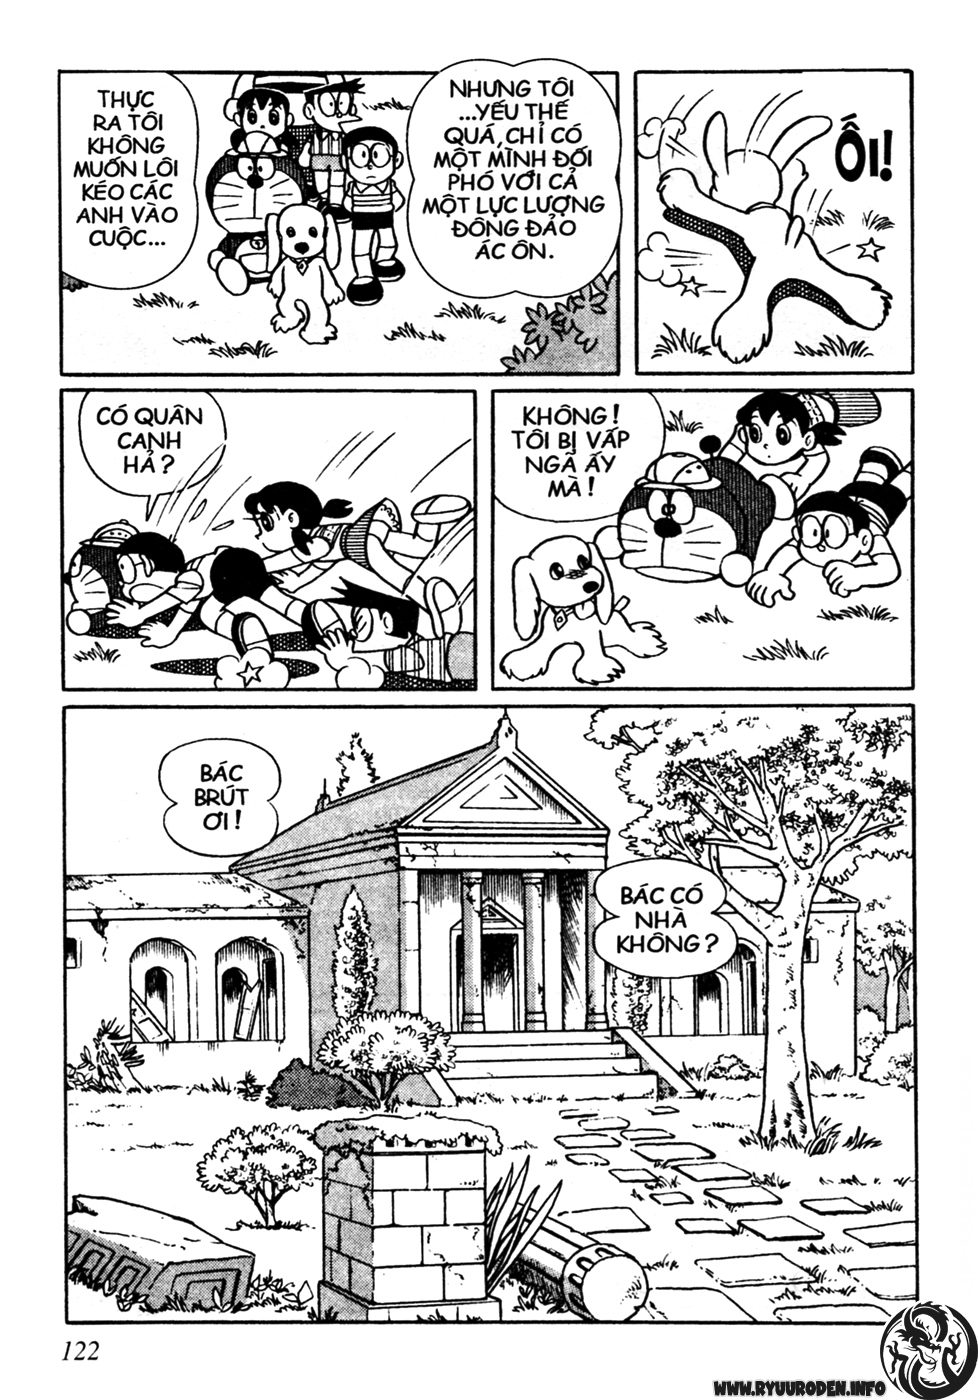 THỰC
RA TÔI
KHÔNG
MUỐN LÔI
KÉO CÁC
ANH VÀO
CUỘC...
NHƯNG TÔI
...YẾU THẾ
QUÁ, CHỈ CÓ
MỘT MÌNH ĐỐI
PHÓ VỚI CẢ
MỘT LỰC LƯỢNG
ĐÔNG ĐẢO
ÁC ÔN.
ỐI!
CÓ QUÂN
CANH
HẢ?
KHÔNG!
TÔI BỊ VẤP
NGÃ ẤY
MÀ!
BÁC
BRÚT
ƠI!
BÁC CÓ
NHÀ
KHÔNG?
122
WWW.RYUURODEN.INFO